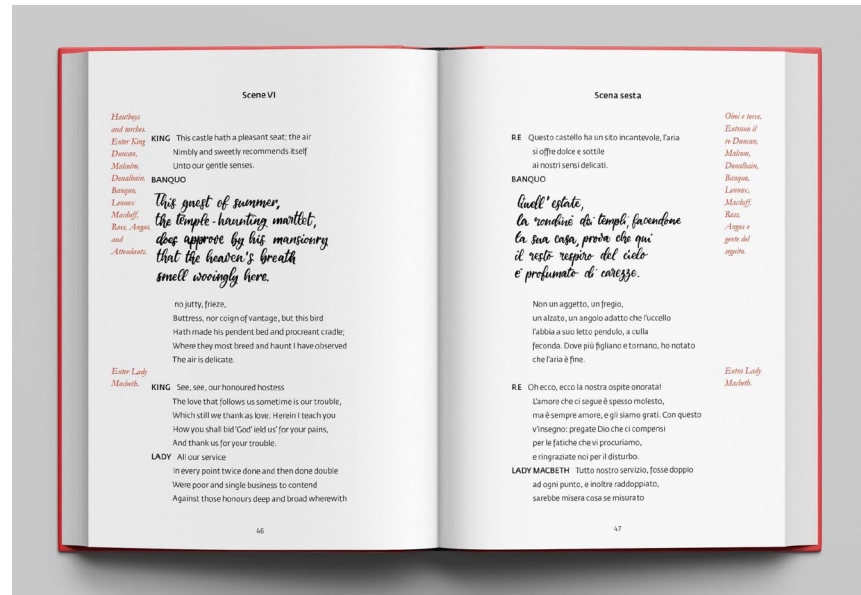 Scene VI
Hautboys
and torches.
Enter King
Duncan,
Malcolm,
Donalbain,
Banquo,
Lennox
Macduff,
Ross, Angus,
and
Attendants.
KING This castle hath a pleasant seat; the air
Nimbly and sweetly recommends itself
Unto our gentle senses.
BANQUO
This guest of summer,
the temple-haunting martlet,
does approve by his mansionry
that the heaven's breath
smell wooingly here.
no jutty, frieze,
Buttress, nor coign of vantage, but this bird
Hath made his pendent bed and procreant cradle;
Where they most breed and haunt I have observed
The air is delicate.
Enter Lady
Macbeth.
KING See, see, our honoured hostess
The love that follows us sometime is our trouble,
Which still we thank as love. Herein I teach you
How you shall bid 'God' ield us' for your pains,
And thank us for your trouble.
LADY All our service
in every point twice done and then done double
Were poor and single business to contend
Against those honours deep and broad wherewith
46
Scena sesta
Oboi e torce,
Entrano il
re Duncan,
Malcom,
Donalbain,
Banquo,
Lennox,
Macduff,
Ross,
Angus e
gente del
seguito.
RE Questo castello ha un sito incantevole, l'aria
si offre dolce e sottile
ai nostri sensi delicati.
BANQUO
Quell'estate,
la rondine dei templi, facendone
la sua casa, prova che qui
il resto respiro del cielo
e' profumato di carezze.
Non un aggetto, un fregio,
un alzato, un angolo adatto che l'uccello
l'abbia a suo letto pendulo, a culla
feconda. Dove più figliano e tornano, ho notato
che l'aria è fine.
Entra Lady
Macbeth.
RE Oh ecco, ecco la nostra ospite onorata!
L'amore che ci segue è spesso molesto,
ma è sempre amore, e gli siamo grati. Con questo
v'insegno: pregate Dio che ci compensi
per le fatiche che vi procuriamo,
e ringraziate noi per il disturbo.
LADY MACBETH Tutto nostro servizio, fosse doppio
ad ogni punto, e inoltre raddoppiato,
sarebbe misera cosa se misurato
47